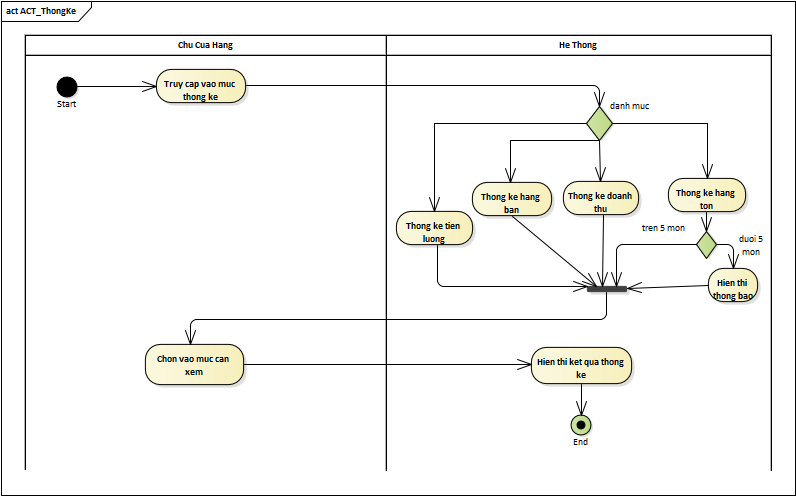 act ACT_ThongKe
Chu Cua Hang
He Thong
Start
Truy cap vao muc
thong ke
danh muc
Thong ke tien
luong
Thong ke hang
ban
Thong ke doanh
thu
Thong ke hang
ton
tren 5 mon
duoi 5
mon
Hien thi
thong bao
Chon vao muc can
xem
Hien thi ket qua thong
ke
End